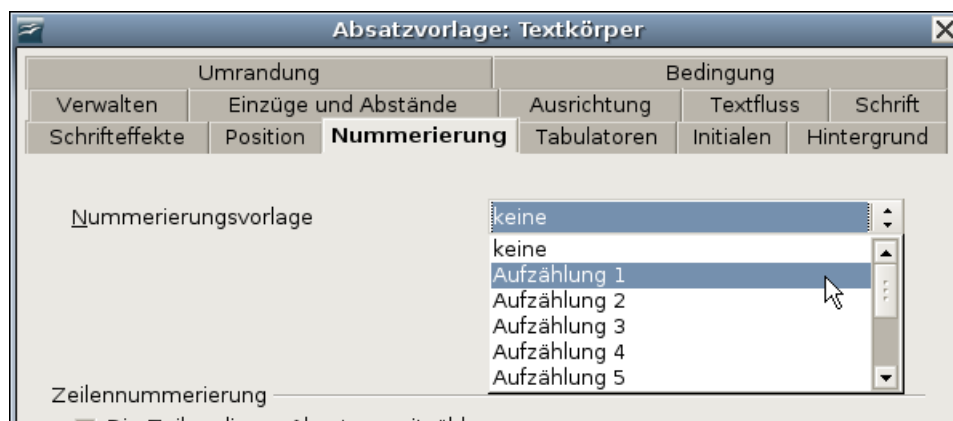 Absatzvorlage: Textkörper
Umrandung Bedingung
Verwalten Einzüge und Abstände Ausrichtung Textfluss Schrift
Schrifteffekte Position Nummerierung Tabulatoren Initialen Hintergrund
Nummerierungsvorlage keine
keine
Aufzählung 1
Aufzählung 2
Aufzählung 3
Aufzählung 4
Aufzählung 5
Zeilennummerierung